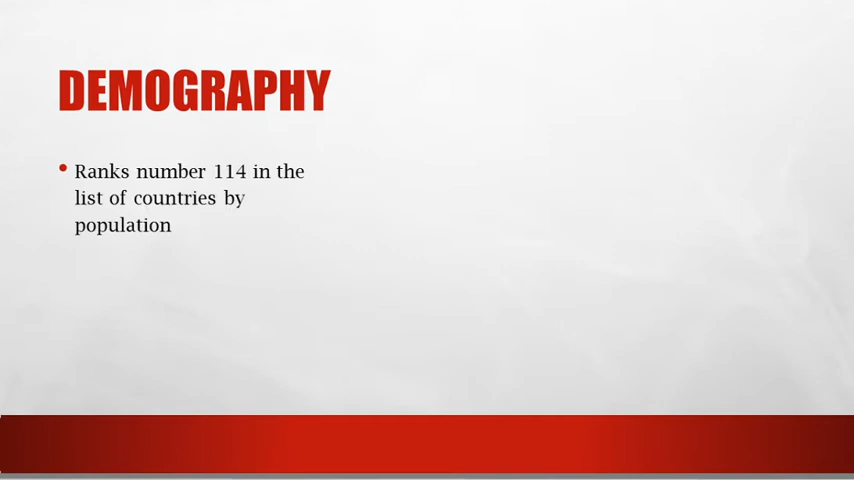 DEMOGRAPHY
• Ranks number 114 in the
list of countries by
population